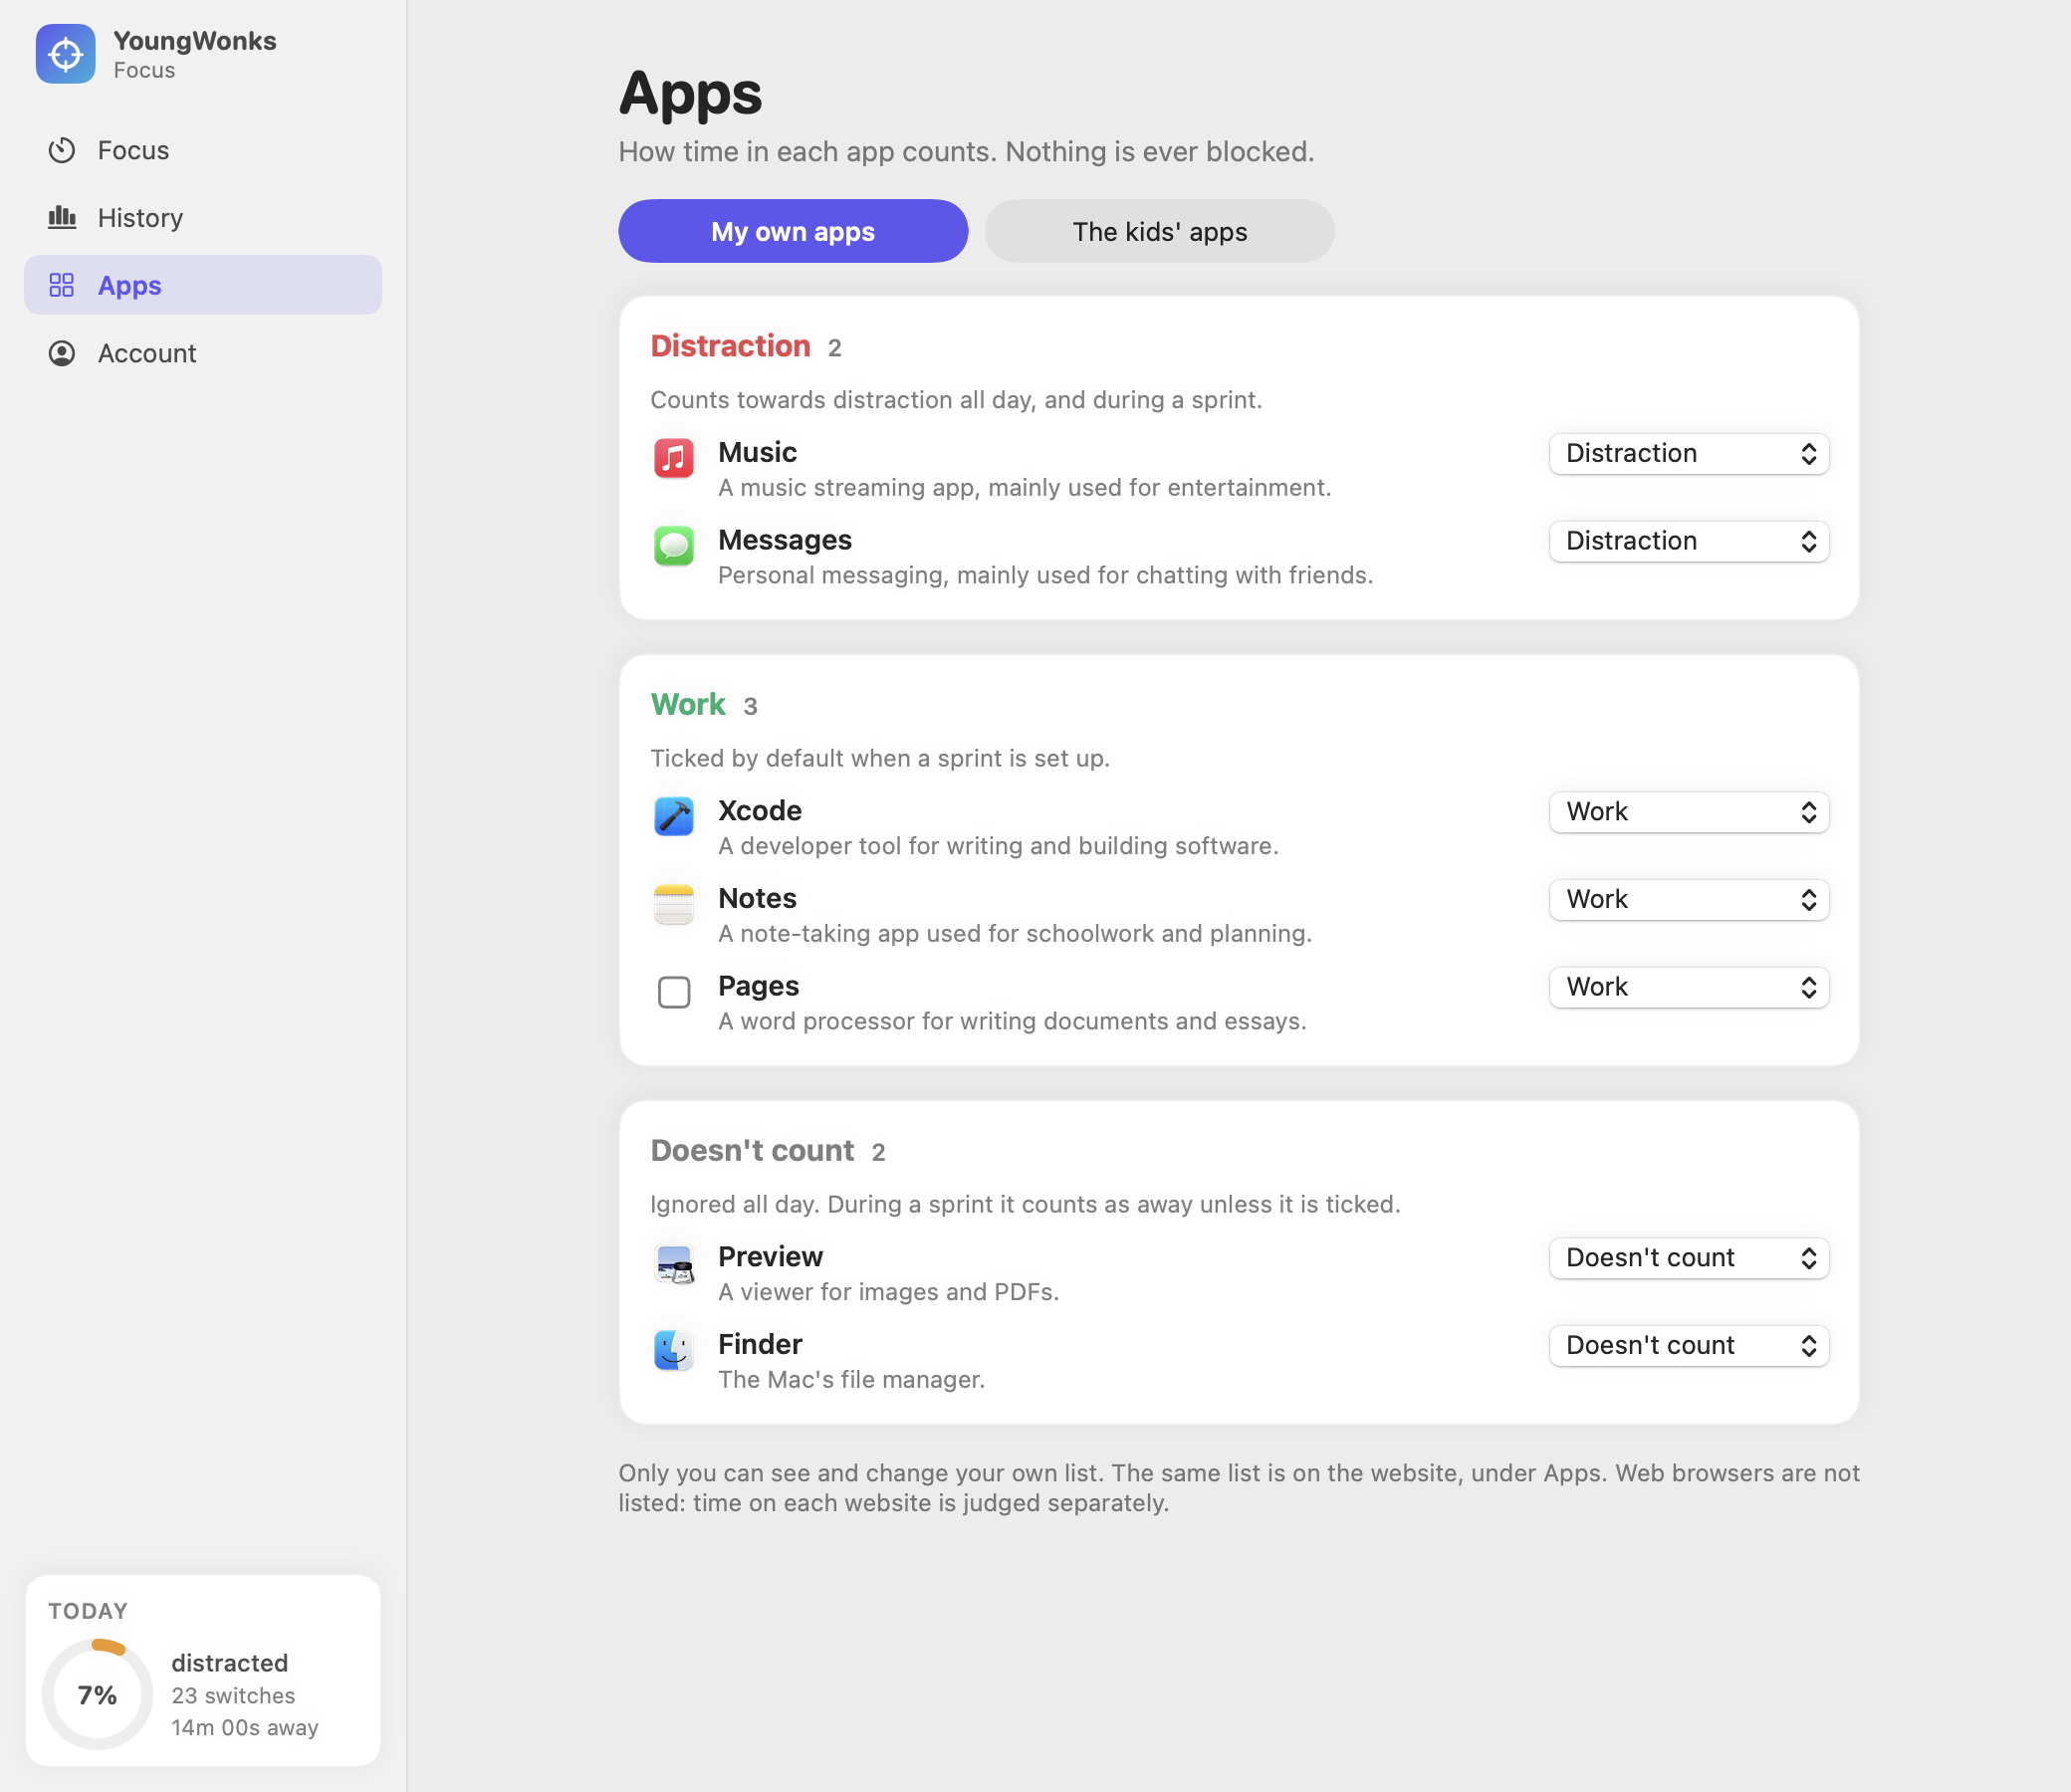 YoungWonks
Focus
Focus
History
Apps
Account
TODAY
7%
distracted
23 switches
14m 00s away
Apps
How time in each app counts. Nothing is ever blocked.
My own apps
The kids' apps
Distraction 2
Counts towards distraction all day, and during a sprint.
Music
Distraction
A music streaming app, mainly used for entertainment.
Messages
Distraction
Personal messaging, mainly used for chatting with friends.
Work 3
Ticked by default when a sprint is set up.
Xcode
Work
A developer tool for writing and building software.
Notes
Work
A note-taking app used for schoolwork and planning.
Pages
Work
A word processor for writing documents and essays.
Doesn't count 2
Ignored all day. During a sprint it counts as away unless it is ticked.
Preview
Doesn't count
A viewer for images and PDFs.
Finder
Doesn't count
The Mac's file manager.
Only you can see and change your own list. The same list is on the website, under Apps. Web browsers are not
listed: time on each website is judged separately.